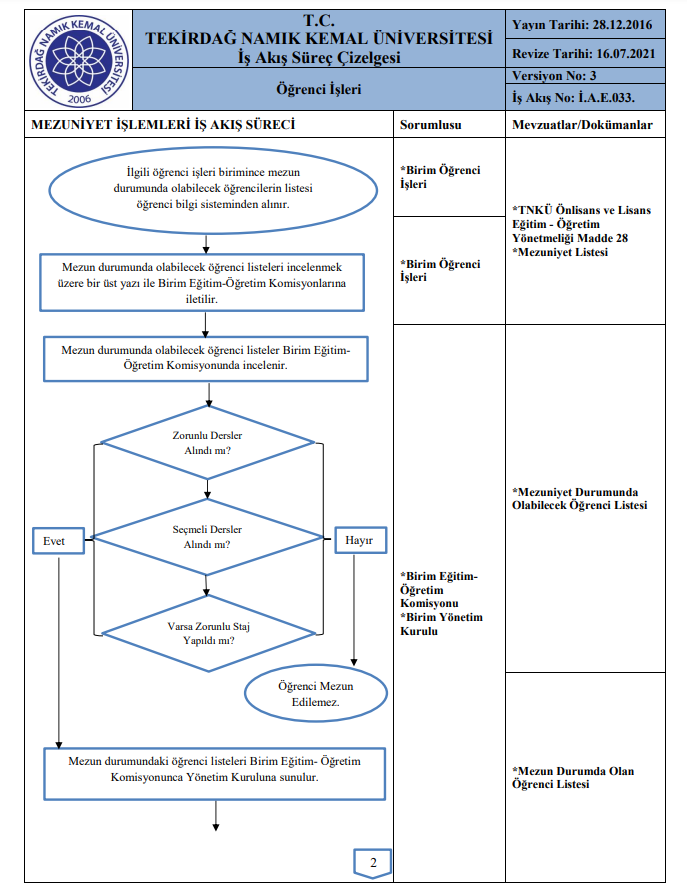 TEKİRDAĞ NAMIK KEMAL ÜNİVERSİTESİ
2006
T.C.
TEKİRDAĞ NAMIK KEMAL ÜNİVERSİTESİ
İş Akış Süreç Çizelgesi
Öğrenci İşleri
Yayın Tarihi: 28.12.2016
Revize Tarihi: 16.07.2021
Versiyon No: 3
İş Akış No: İ.A.E.033.
MEZUNİYET İŞLEMLERİ İŞ AKIŞ SÜRECİ
Sorumlusu
Mevzuatlar/Dokümanlar
İlgili öğrenci işleri birimince mezun
durumunda olabilecek öğrencilerin listesi
öğrenci bilgi sisteminden alınır.
*Birim Öğrenci
İşleri
*TNKÜ Önlisans ve Lisans
Eğitim - Öğretim
Yönetmeliği Madde 28
*Mezuniyet Listesi
Mezun durumunda olabilecek öğrenci listeleri incelenmek
üzere bir üst yazı ile Birim Eğitim-Öğretim Komisyonlarına
iletilir.
*Birim Öğrenci
İşleri
Mezun durumunda olabilecek öğrenci listeler Birim Eğitim-
Öğretim Komisyonunda incelenir.
Zorunlu Dersler
Alındı mı?
Seçmeli Dersler
Alındı mı?
Evet
Hayır
Varsa Zorunlu Staj
Yapıldı mı?
Öğrenci Mezun
Edilemez.
*Birim Eğitim-
Öğretim
Komisyonu
*Birim Yönetim
Kurulu
*Mezuniyet Durumunda
Olabilecek Öğrenci Listesi
Mezun durumundaki öğrenci listeleri Birim Eğitim- Öğretim
Komisyonunca Yönetim Kuruluna sunulur.
*Mezun Durumda Olan
Öğrenci Listesi
2